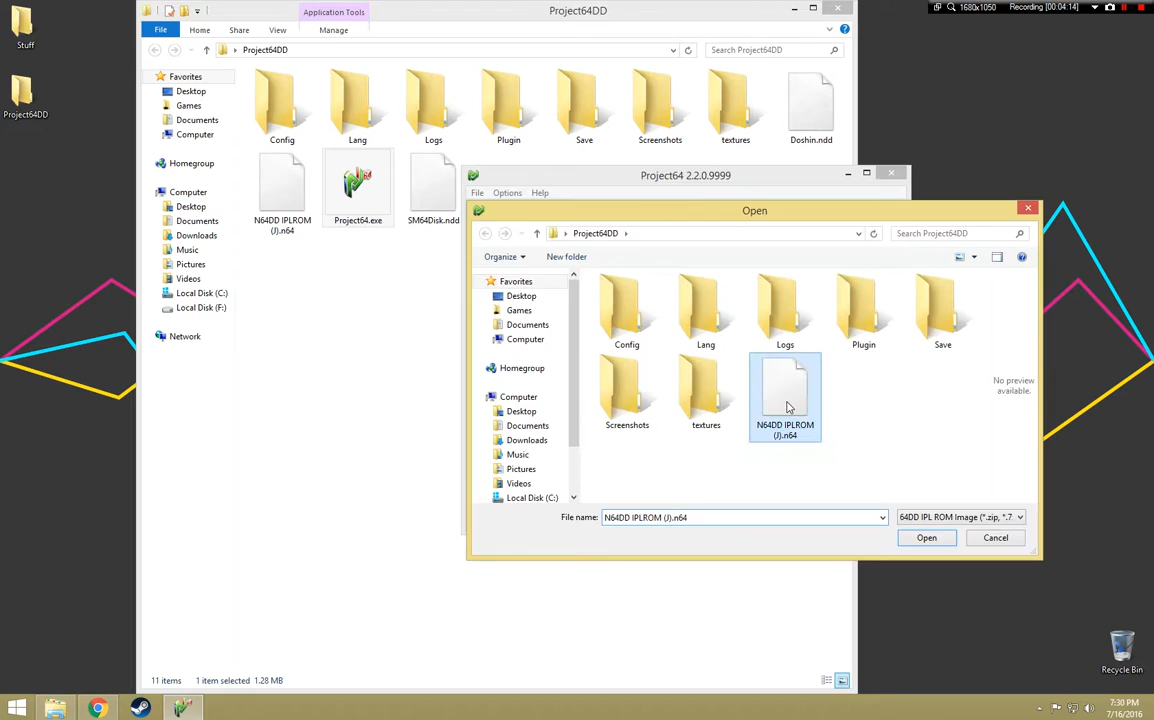 Application Tools
Project64DD
1680x1050
Recording [00:04:14]
File
Home
Share
View
Manage
Project64DD
Search Project64DD
Stuff
Project64DD
Favorites
Desktop
Games
Documents
Computer
Homegroup
Computer
Desktop
Documents
Downloads
Music
Pictures
Videos
Local Disk (C:)
Local Disk (F:)
Network
Config
Lang
Logs
Plugin
Save
Screenshots
textures
Doshin.ndd
N64DD IPLROM
(J).n64
Project64.exe
SM64Disk.ndd
Project64 2.2.0.9999
File
Options
Help
Open
Project64DD
Search Project64DD
Organize
New folder
Favorites
Desktop
Games
Documents
Computer
Homegroup
Computer
Desktop
Documents
Downloads
Music
Pictures
Videos
Local Disk (C:)
Config
Lang
Logs
Plugin
Save
Screenshots
textures
N64DD IPLROM
(J).n64
No preview
available.
File name:
N64DD IPLROM (J).n64
64DD IPL ROM Image (*.zip, *.7
Open
Cancel
11 items
1 item selected 1.28 MB
Recycle Bin
7:30 PM
7/16/2016